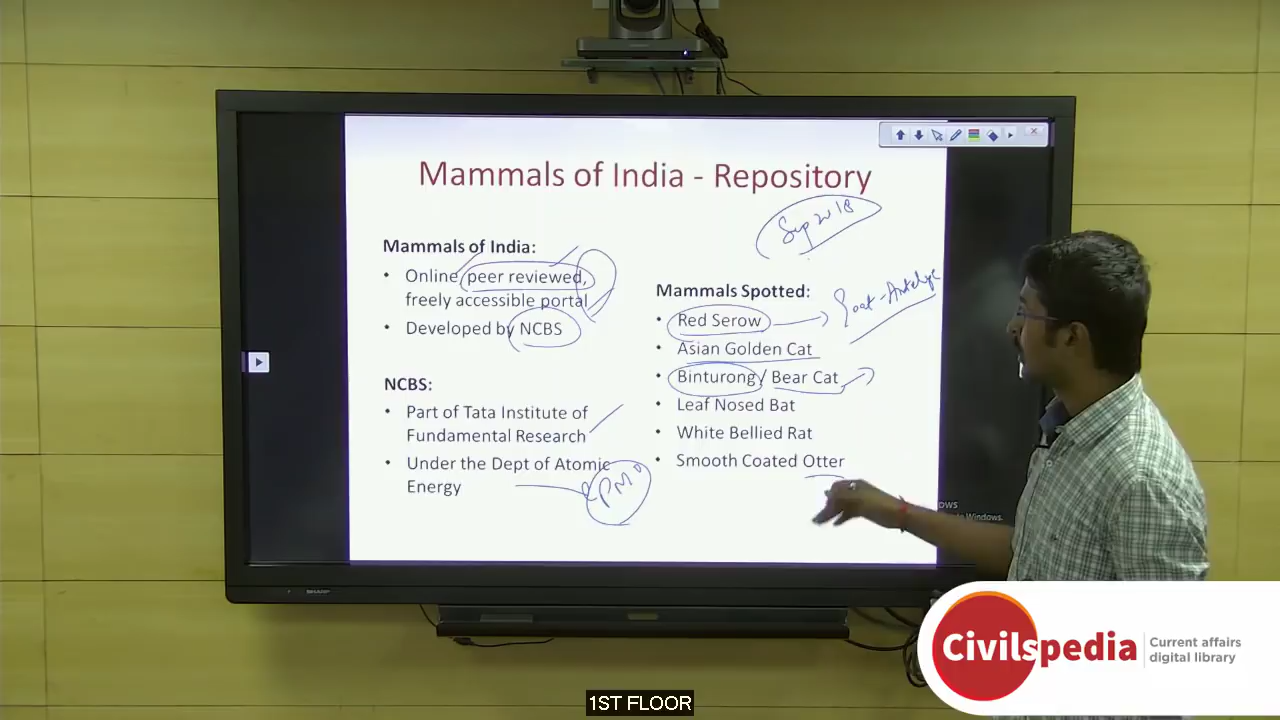 Mammals of India - Repository
Sep 2018
Mammals of India:
• Online peer reviewed,
freely accessible portal
• Developed by NCBS
NCBS:
• Part of Tata Institute of
Fundamental Research
• Under the Dept of Atomic
Energy
PMO
Mammals Spotted:
• Red Serow
Goat-Antelope
• Asian Golden Cat
• Binturong / Bear Cat
• Leaf Nosed Bat
• White Bellied Rat
• Smooth Coated Otter
SHARP
Civilspedia
Current affairs
digital library
1ST FLOOR